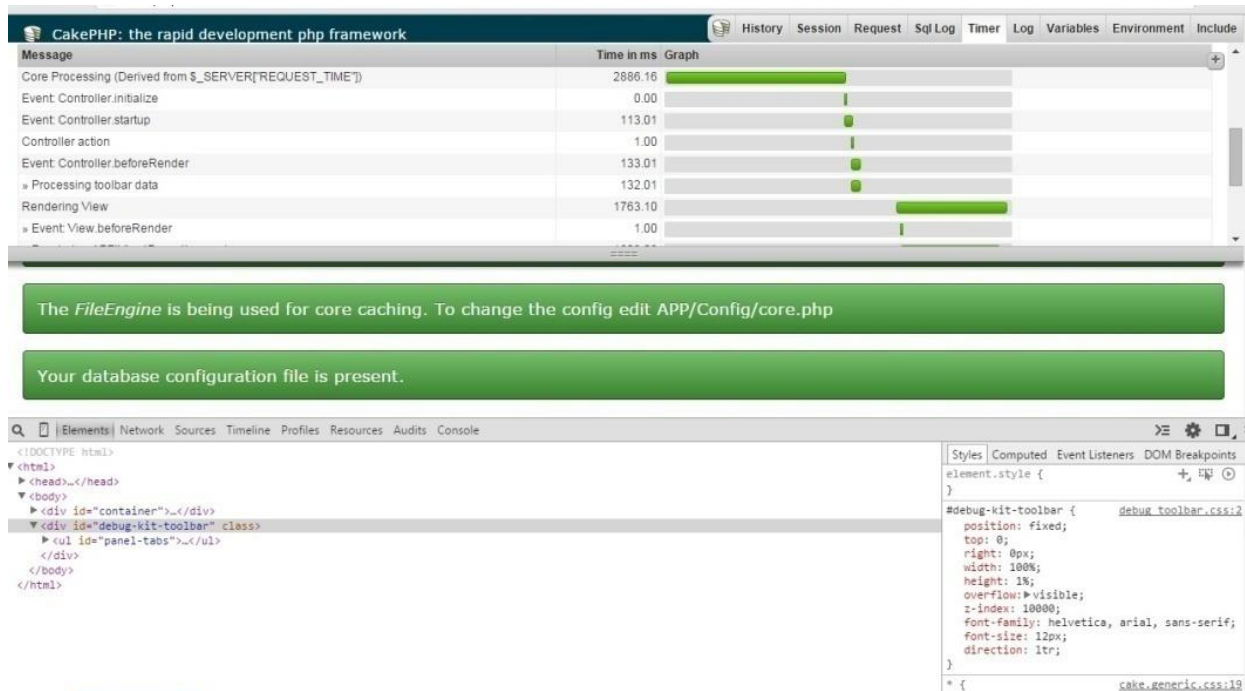 CakePHP: the rapid development php framework
History Session Request Sql Log Timer Log Variables Environment Include
Message Time in ms Graph
Core Processing (Derived from $_SERVER["REQUEST_TIME"]) 2886.16
Event: Controller.initialize 0.00
Event: Controller.startup 113.01
Controller action 1.00
Event: Controller.beforeRender 133.01
» Processing toolbar data 132.01
Rendering View 1763.10
» Event: View.beforeRender 1.00
The FileEngine is being used for core caching. To change the config edit APP/Config/core.php
Your database configuration file is present.
Elements Network Sources Timeline Profiles Resources Audits Console
<!DOCTYPE html>
▼<html>
▶<head>…</head>
▼<body>
▶<div id="container">…</div>
▼<div id="debug-kit-toolbar" class>
▶<ul id="panel-tabs">…</ul>
</div>
</body>
</html>
Styles Computed Event Listeners DOM Breakpoints
element.style {
}
#debug-kit-toolbar { debug_toolbar.css:2
position: fixed;
top: 0;
right: 0px;
width: 100%;
height: 1%;
overflow:▶visible;
z-index: 10000;
font-family: helvetica, arial, sans-serif;
font-size: 12px;
direction: ltr;
}
* { cake.generic.css:19